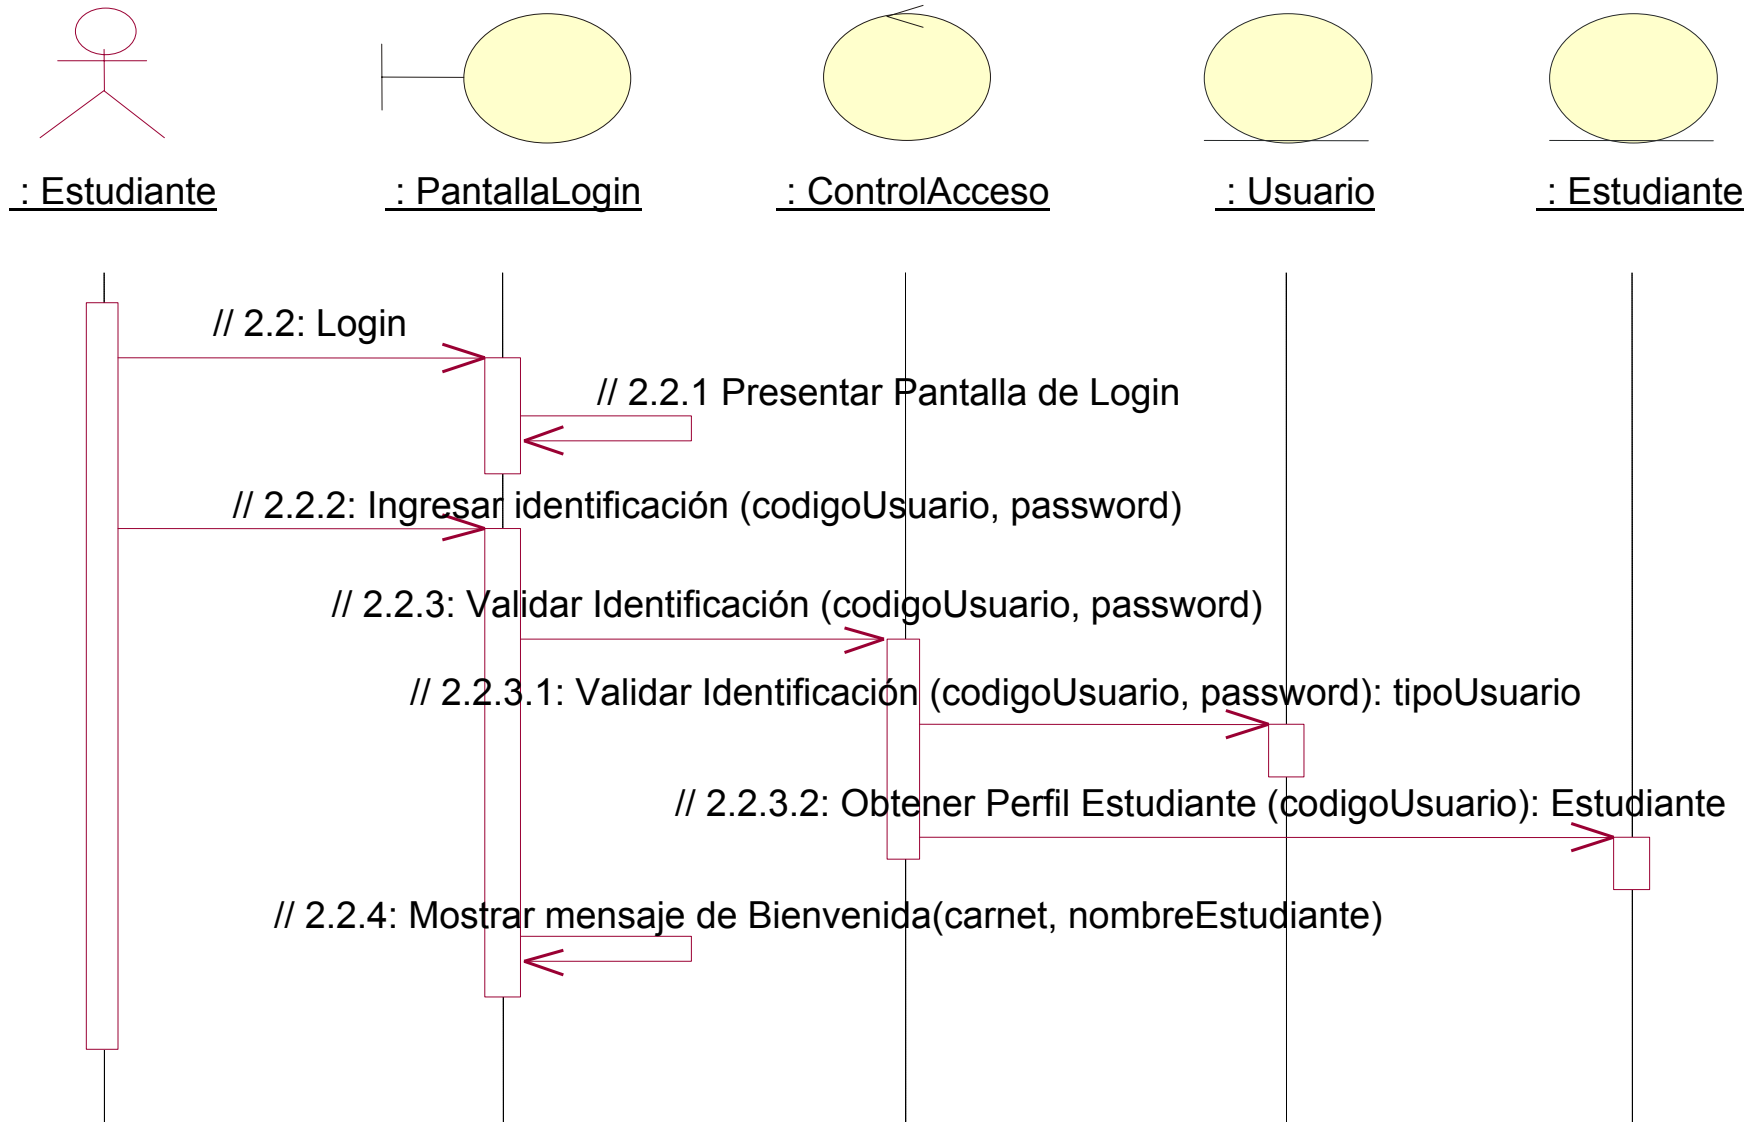 : Estudiante
: PantallaLogin
: ControlAcceso
: Usuario
: Estudiante
// 2.2: Login
// 2.2.1 Presentar Pantalla de Login
// 2.2.2: Ingresar identificación (codigoUsuario, password)
// 2.2.3: Validar Identificación (codigoUsuario, password)
// 2.2.3.1: Validar Identificación (codigoUsuario, password): tipoUsuario
// 2.2.3.2: Obtener Perfil Estudiante (codigoUsuario): Estudiante
// 2.2.4: Mostrar mensaje de Bienvenida(carnet, nombreEstudiante)